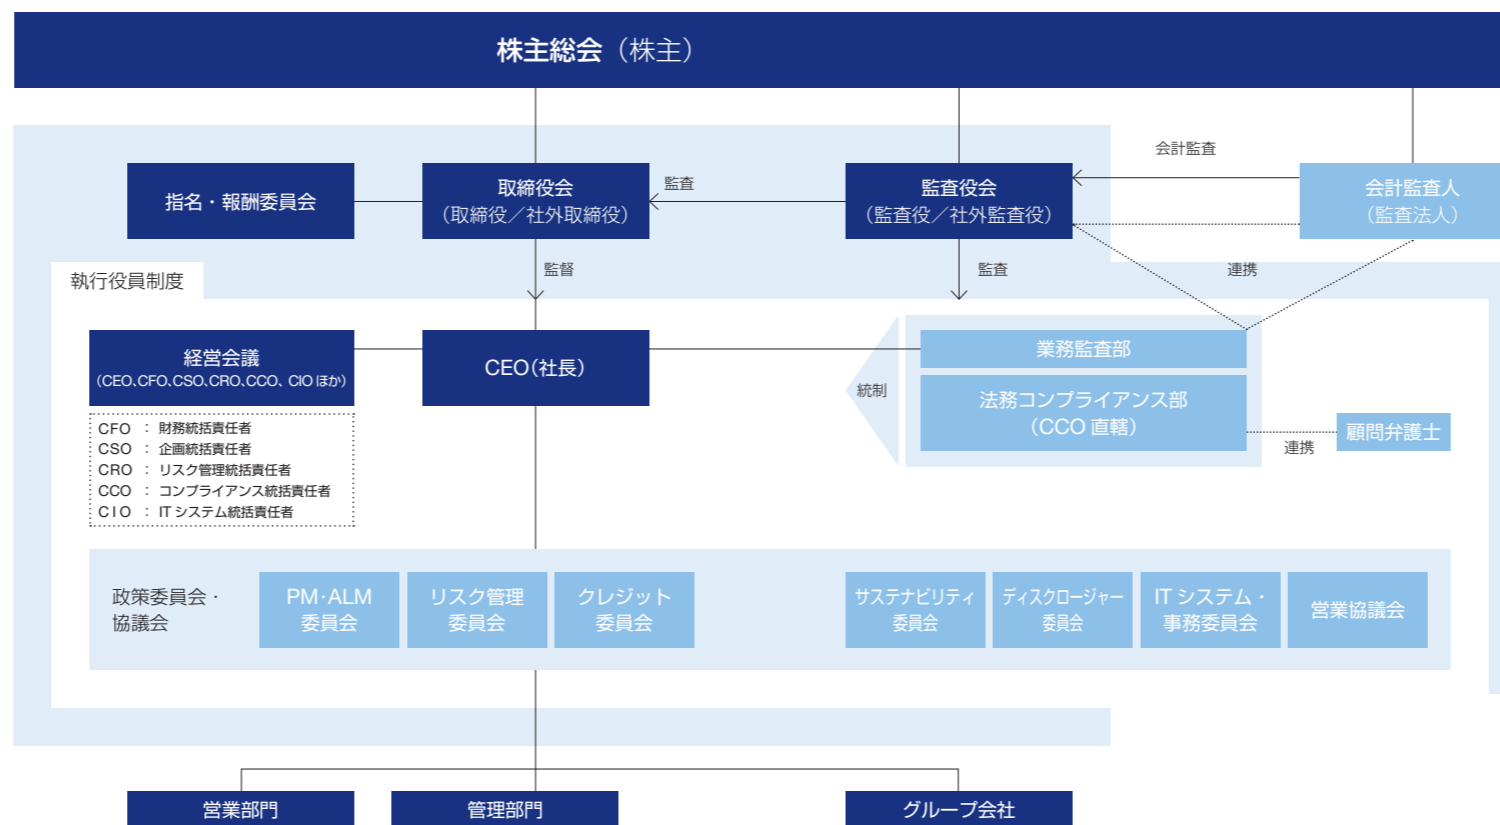 株主総会（株主）
会計監査
指名・報酬委員会
取締役会
（取締役／社外取締役）
監査
監査役会
（監査役／社外監査役）
会計監査人
（監査法人）
執行役員制度
監督
監査
連携
経営会議
（CEO、CFO、CSO、CRO、CCO、CIOほか）
CEO（社長）
統制
業務監査部
法務コンプライアンス部
（CCO 直轄）
連携
顧問弁護士
CFO ： 財務統括責任者
CSO ： 企画統括責任者
CRO ： リスク管理統括責任者
CCO ： コンプライアンス統括責任者
CIO ： ITシステム統括責任者
政策委員会・
協議会
PM·ALM
委員会
リスク管理
委員会
クレジット
委員会
サステナビリティ
委員会
ディスクロージャー
委員会
ITシステム・
事務委員会
営業協議会
営業部門
管理部門
グループ会社